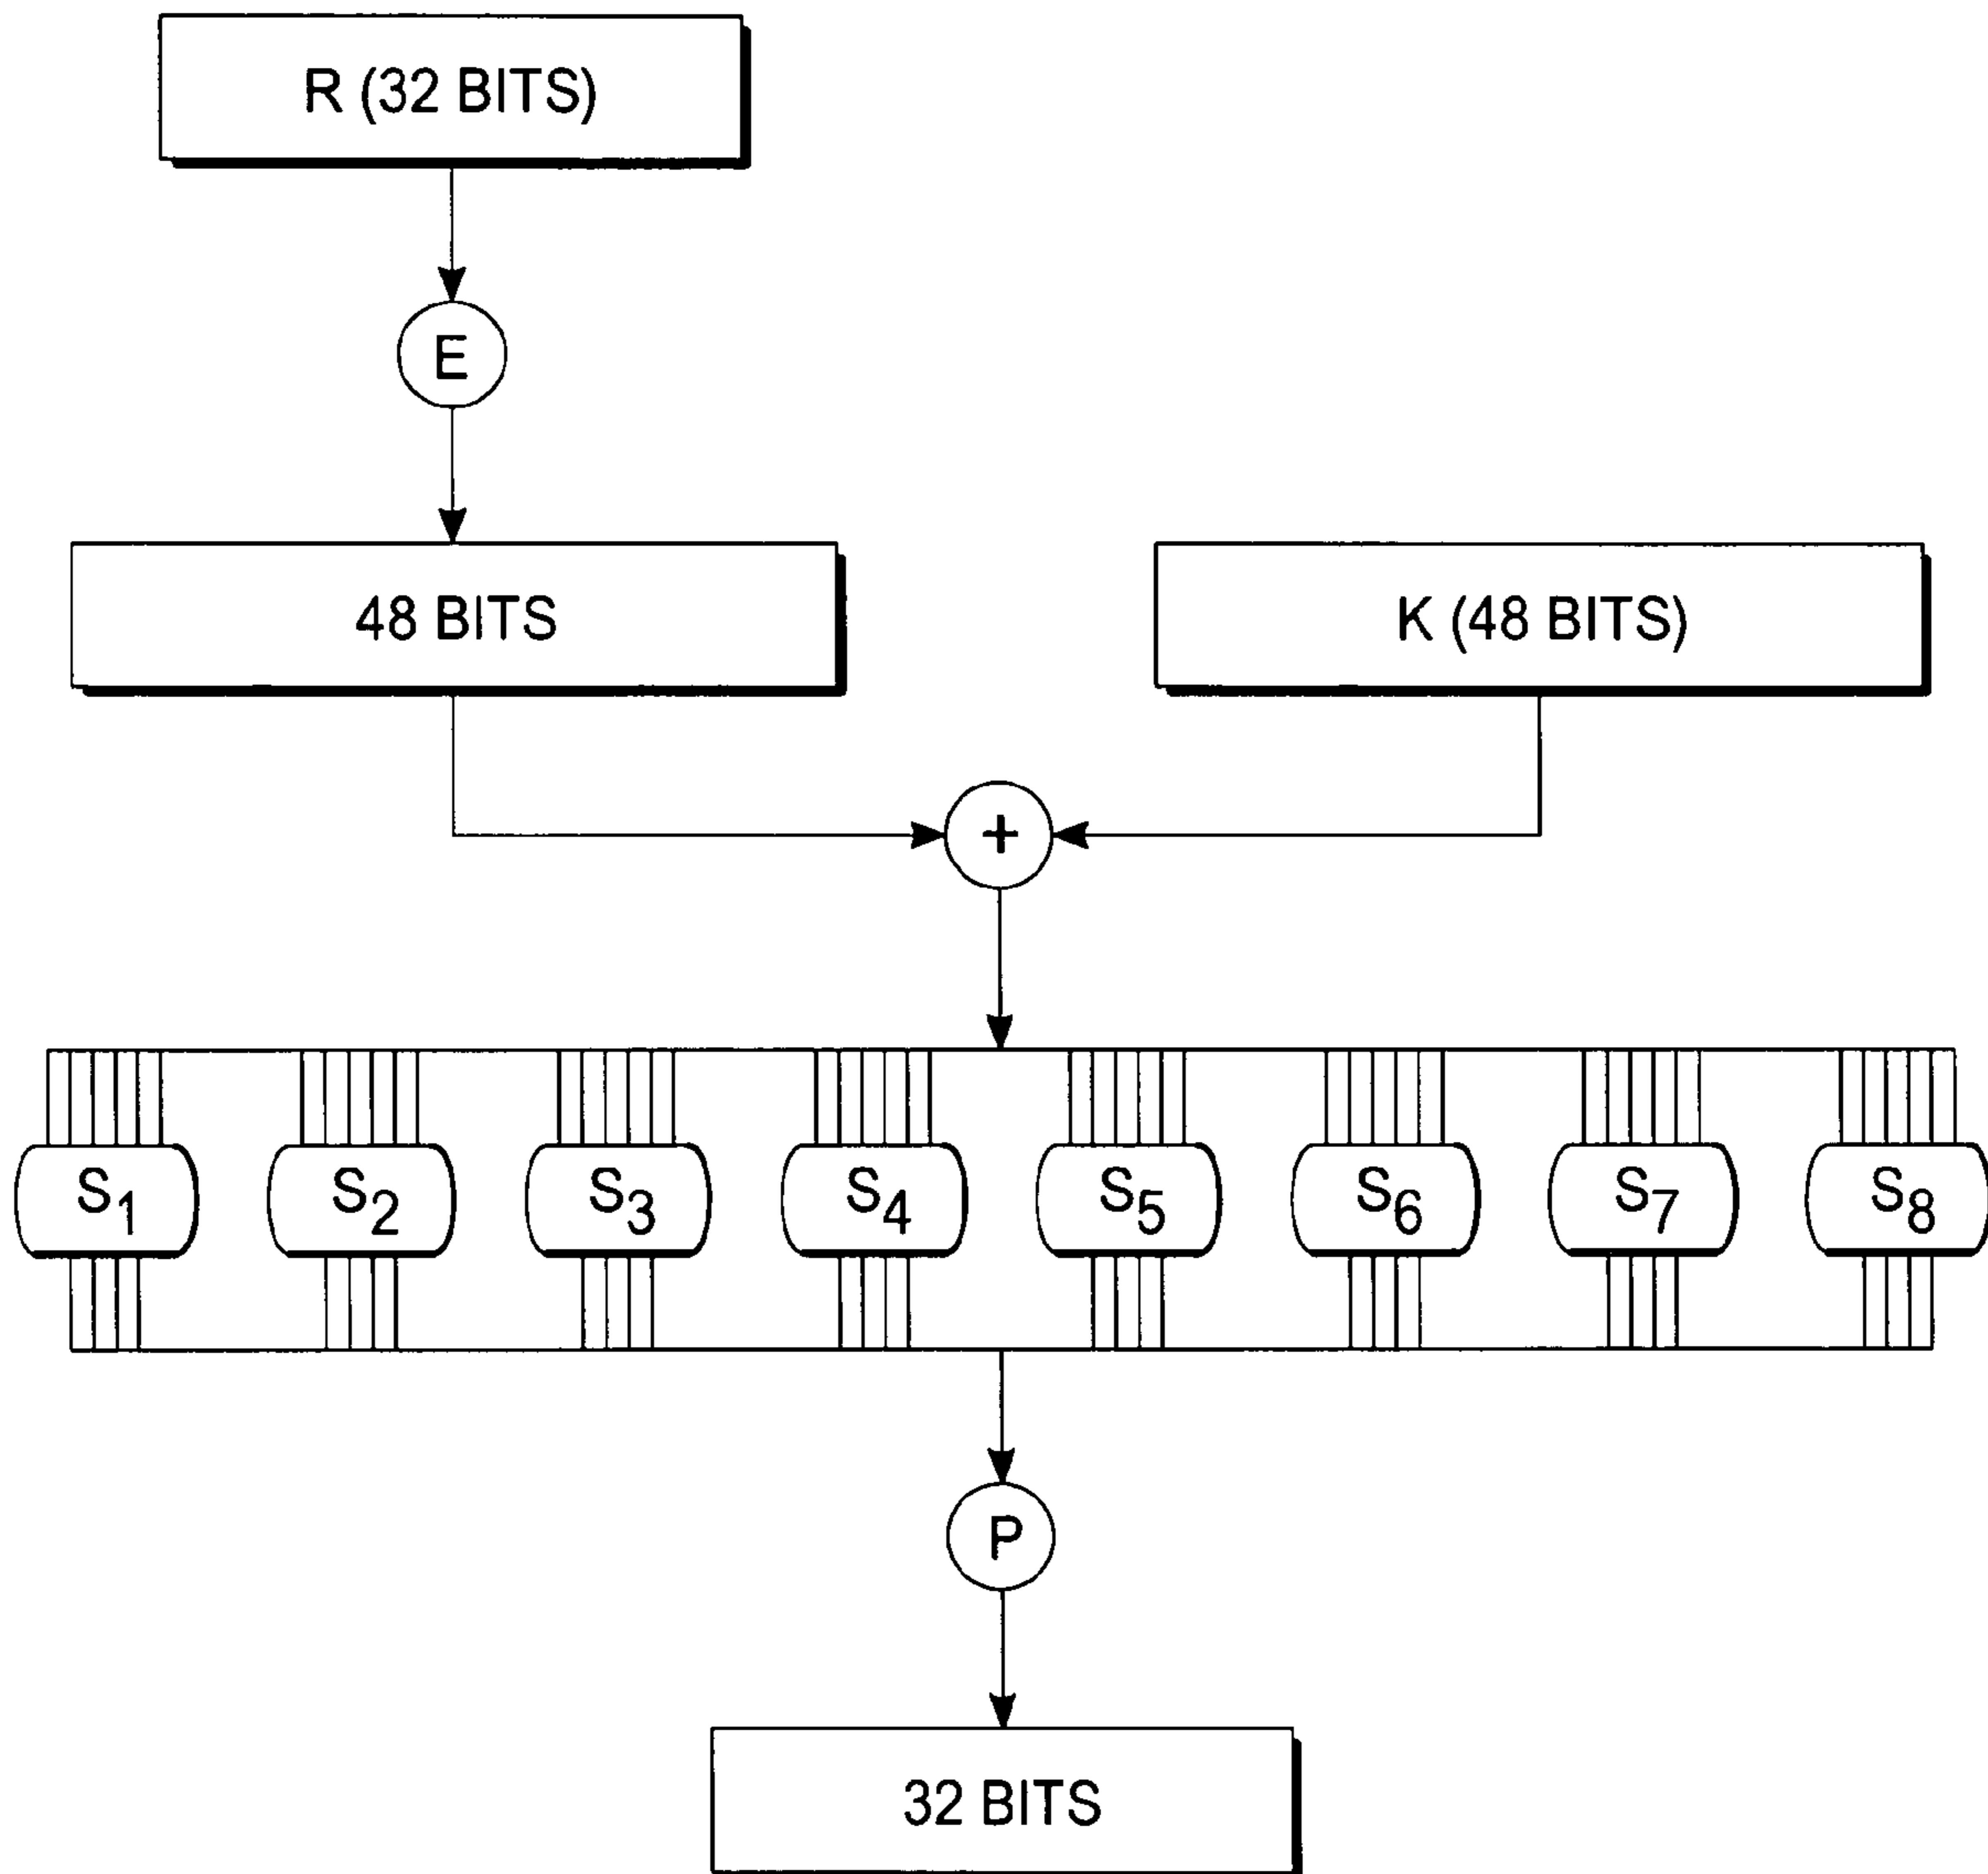 R (32 BITS)
E
48 BITS
K (48 BITS)
+
S1 S2 S3 S4 S5 S6 S7 S8
P
32 BITS